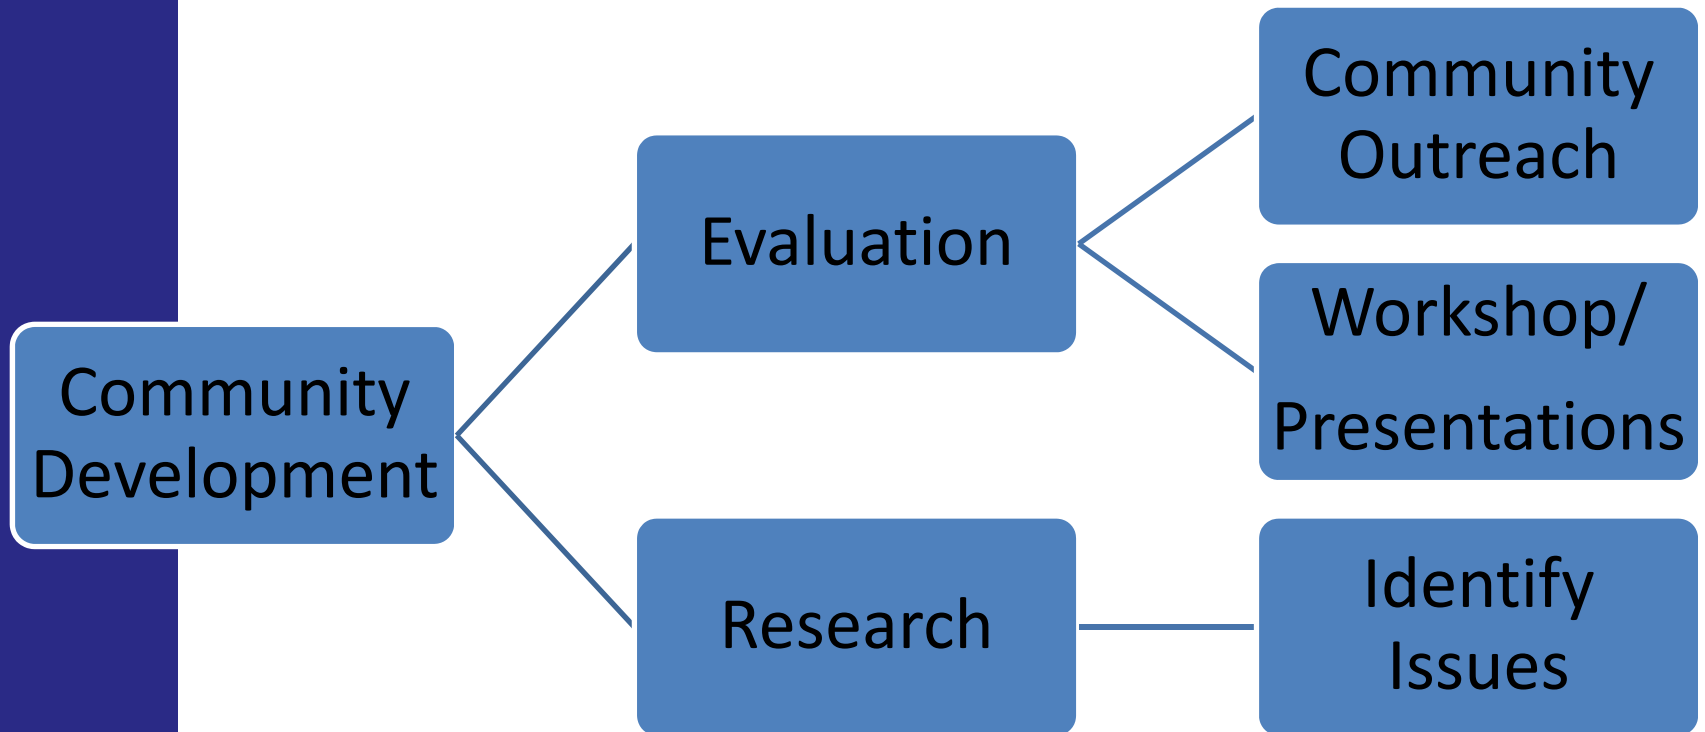 Community
Development
Evaluation
Research
Community
Outreach
Workshop/
Presentations
Identify
Issues